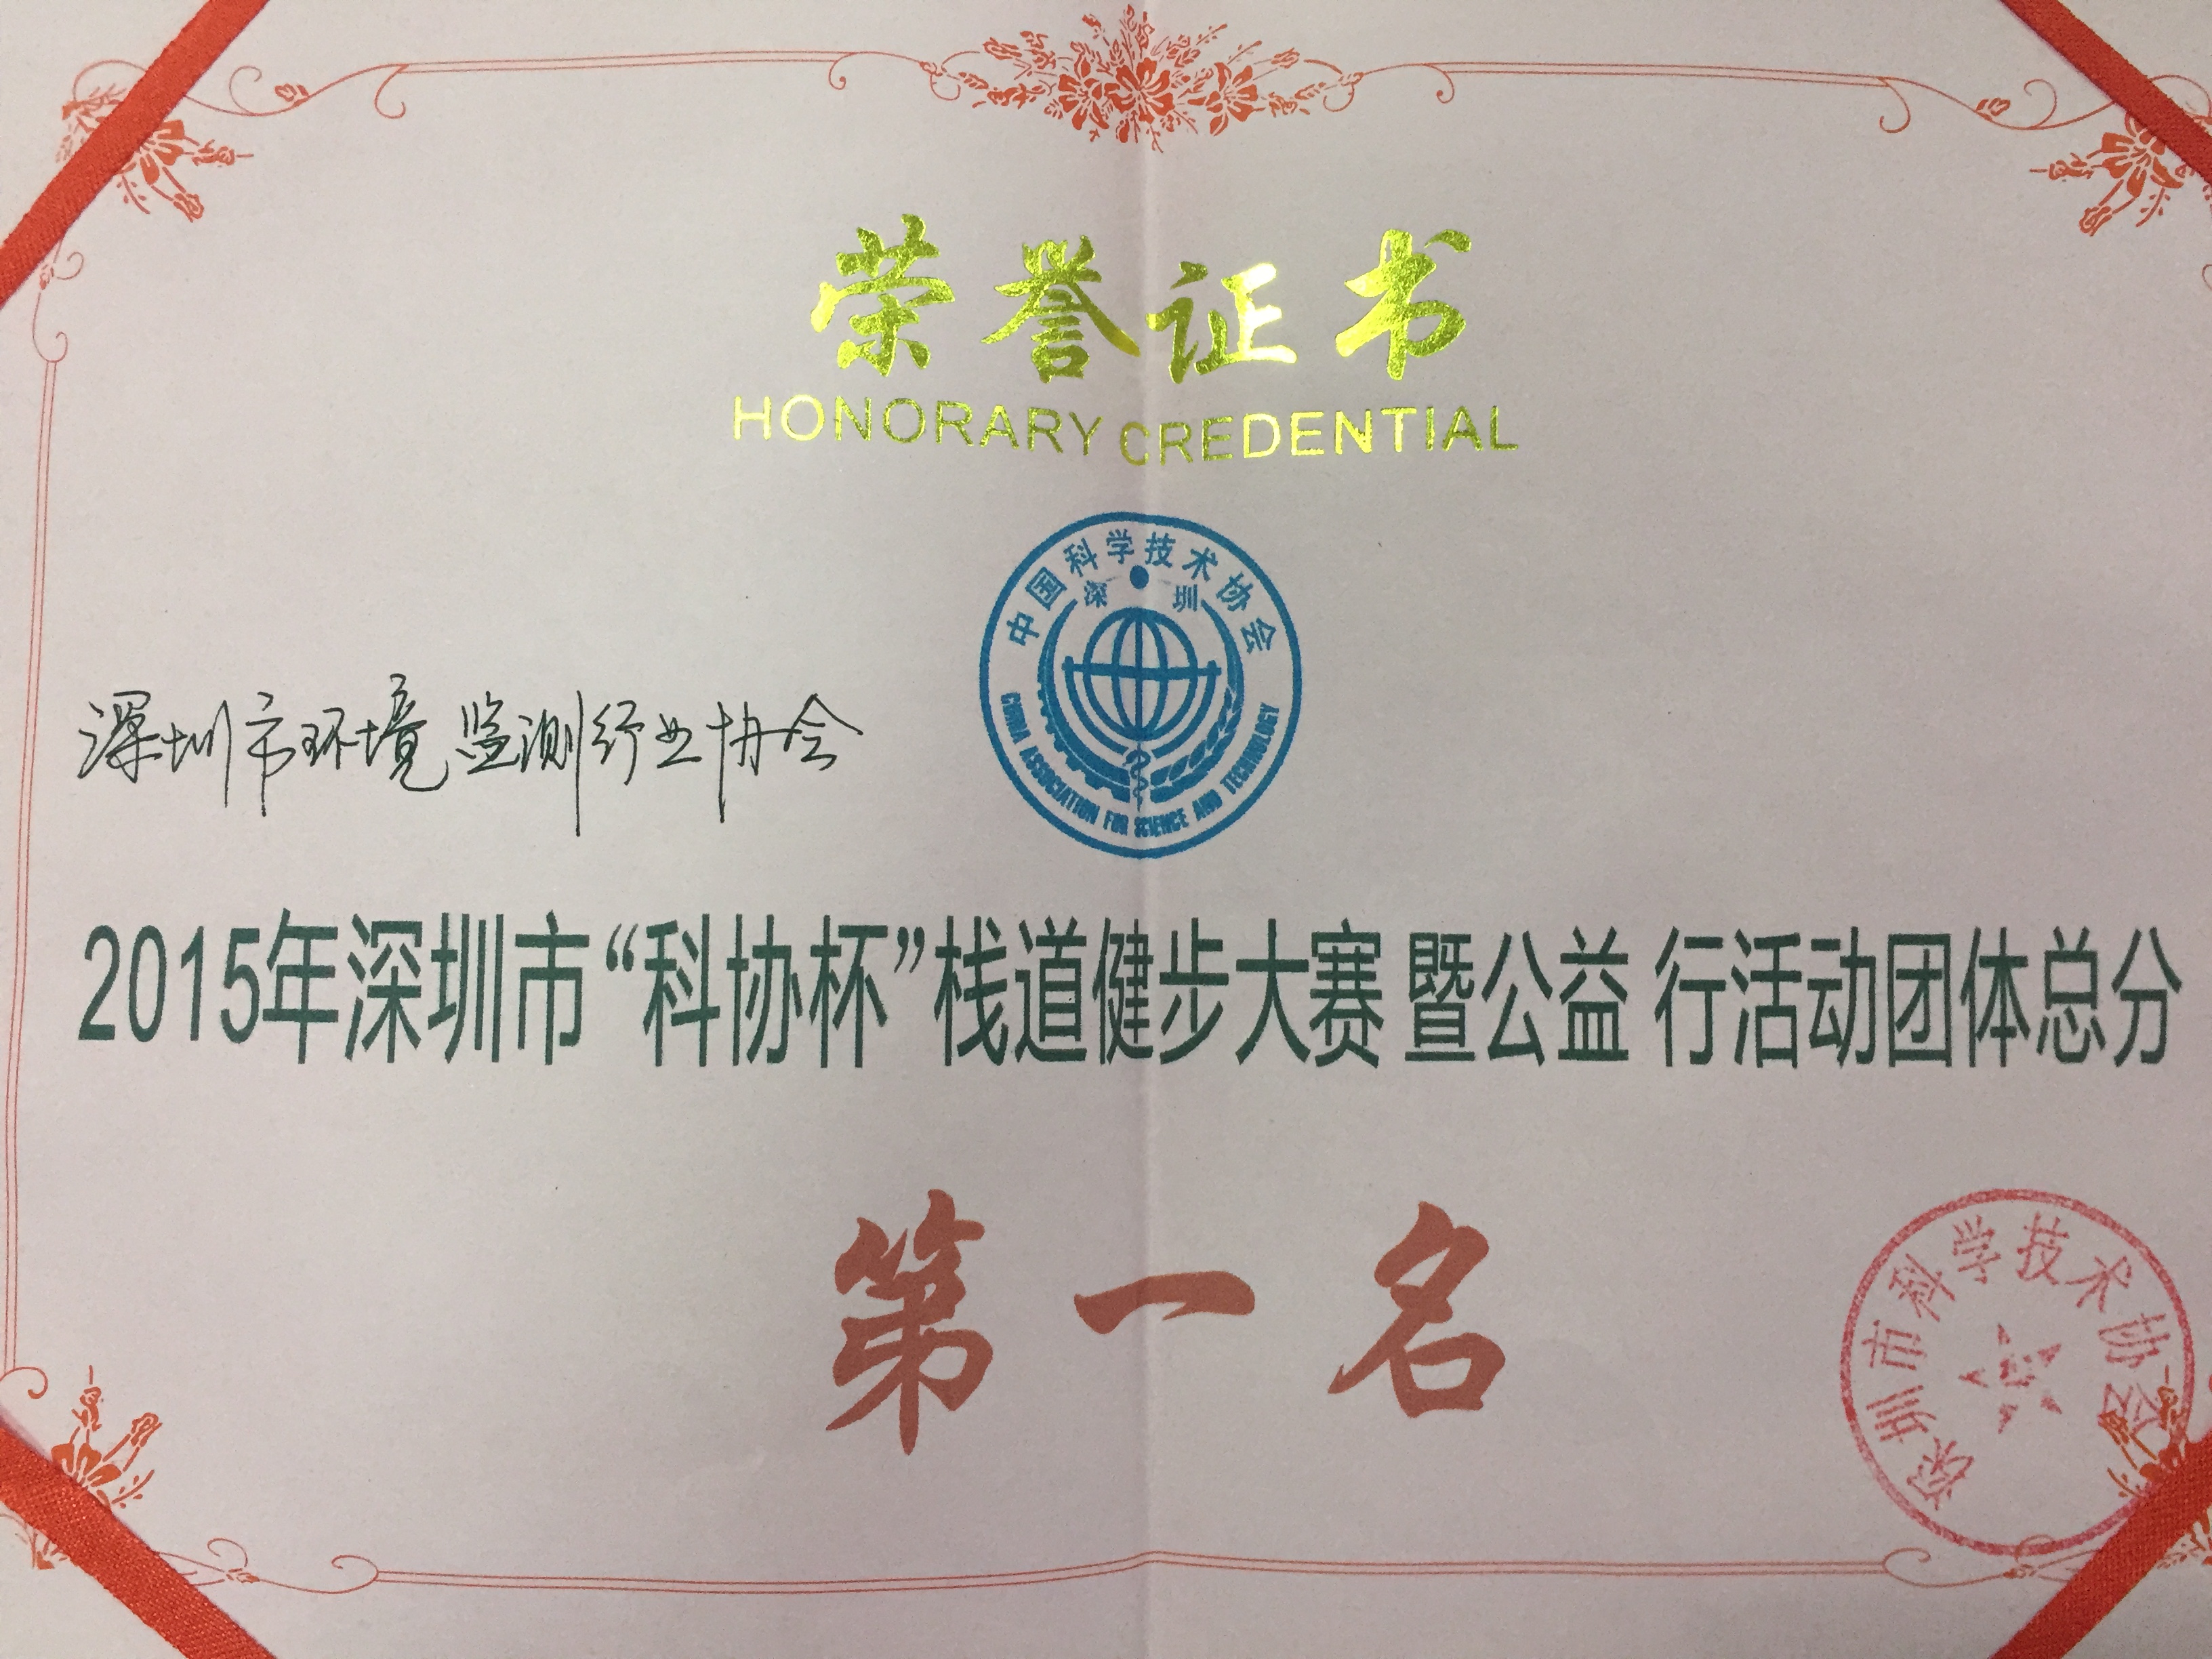 荣誉证书
HONORARY CREDENTIAL
中国科学技术协会
深圳
CHINA ASSOCIATION FOR SCIENCE AND TECHNOLOGY
深圳市环境监测行业协会
2015年深圳市“科协杯”栈道健步大赛 暨公益 行活动团体总分
第一名
深圳市科学技术协会